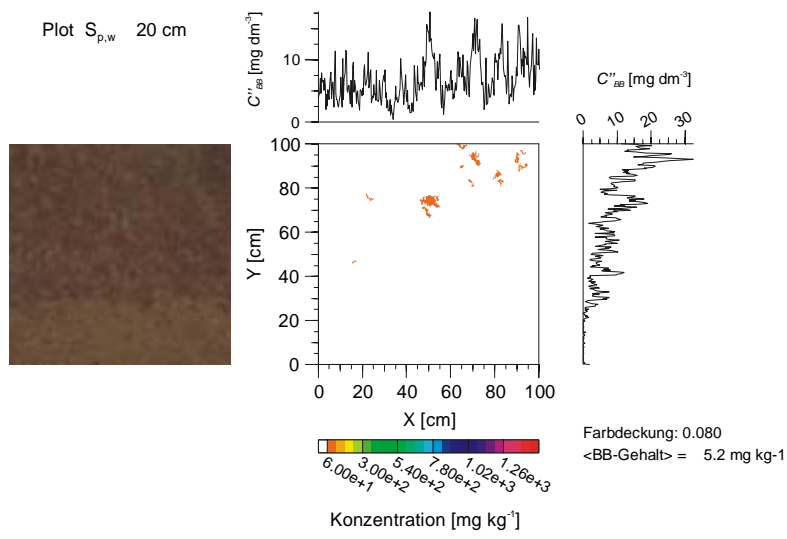 Plot S_p,w 20 cm
C''_BB [mg dm⁻³]
10
0
C''_BB [mg dm⁻³]
0 10 20 30
Y [cm]
100
80
60
40
20
0
0 20 40 60 80 100
X [cm]
6.00e+1 3.00e+2 5.40e+2 7.80e+2 1.02e+3 1.26e+3
Konzentration [mg kg⁻¹]
Farbdeckung: 0.080
<BB-Gehalt> = 5.2 mg kg-1